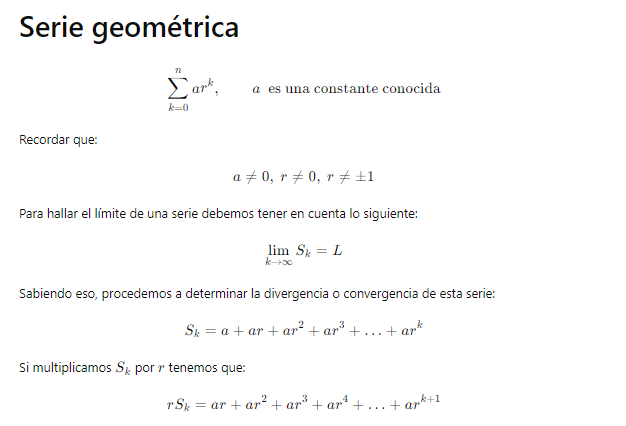 Serie geométrica
$$\sum_{k=0}^{n} ar^k, \qquad a \text{ es una constante conocida}$$
Recordar que:
$$a \neq 0,\ r \neq 0,\ r \neq \pm 1$$
Para hallar el límite de una serie debemos tener en cuenta lo siguiente:
$$\lim_{k \to \infty} S_k = L$$
Sabiendo eso, procedemos a determinar la divergencia o convergencia de esta serie:
$$S_k = a + ar + ar^2 + ar^3 + \ldots + ar^k$$
Si multiplicamos $S_k$ por $r$ tenemos que:
$$rS_k = ar + ar^2 + ar^3 + ar^4 + \ldots + ar^{k+1}$$